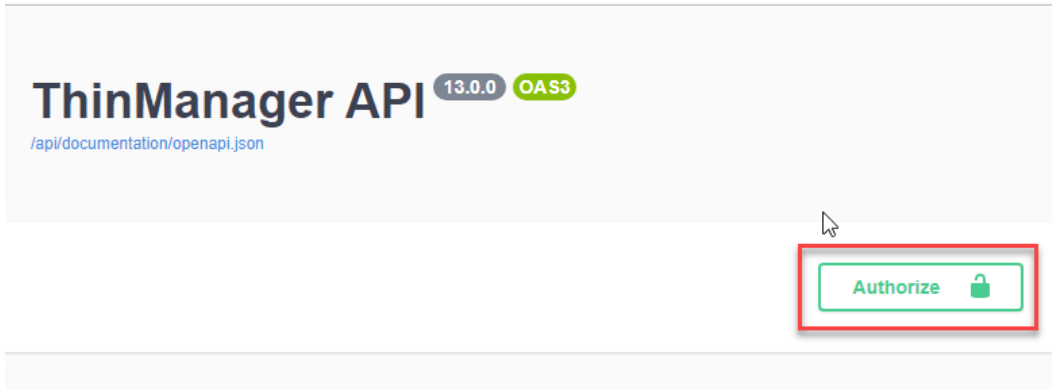 ThinManager API 13.0.0 OAS3
/api/documentation/openapi.json
Authorize